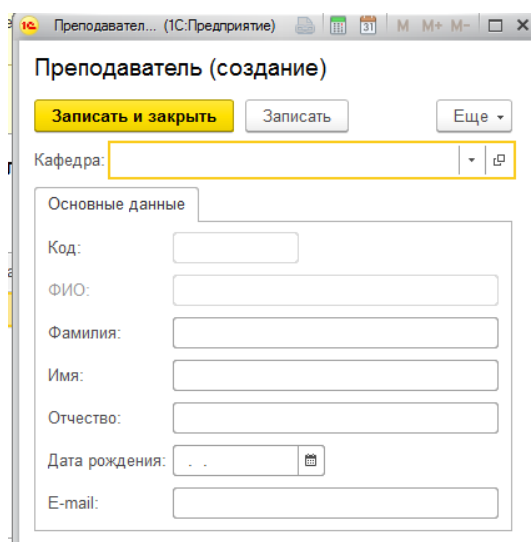 Преподавател... (1С:Предприятие) 31 M M+ M-
Преподаватель (создание)
Записать и закрыть Записать Еще
Кафедра:
Основные данные
Код:
ФИО:
Фамилия:
Имя:
Отчество:
Дата рождения: . .
E-mail: